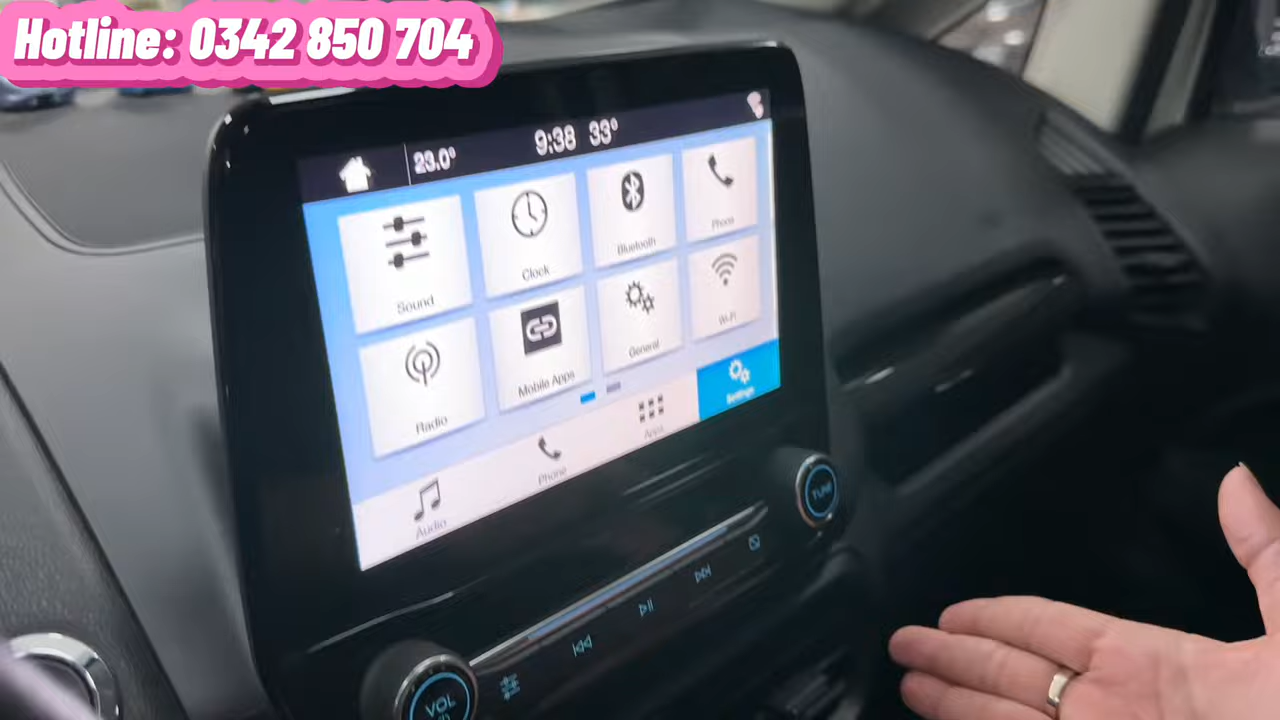 Hotline: 0342 850 704
23.0°
9:38
33°
Sound
Clock
Bluetooth
Phone
Radio
Mobile Apps
General
Wi-Fi
Audio
Phone
Apps
Settings
TUNE
VOL